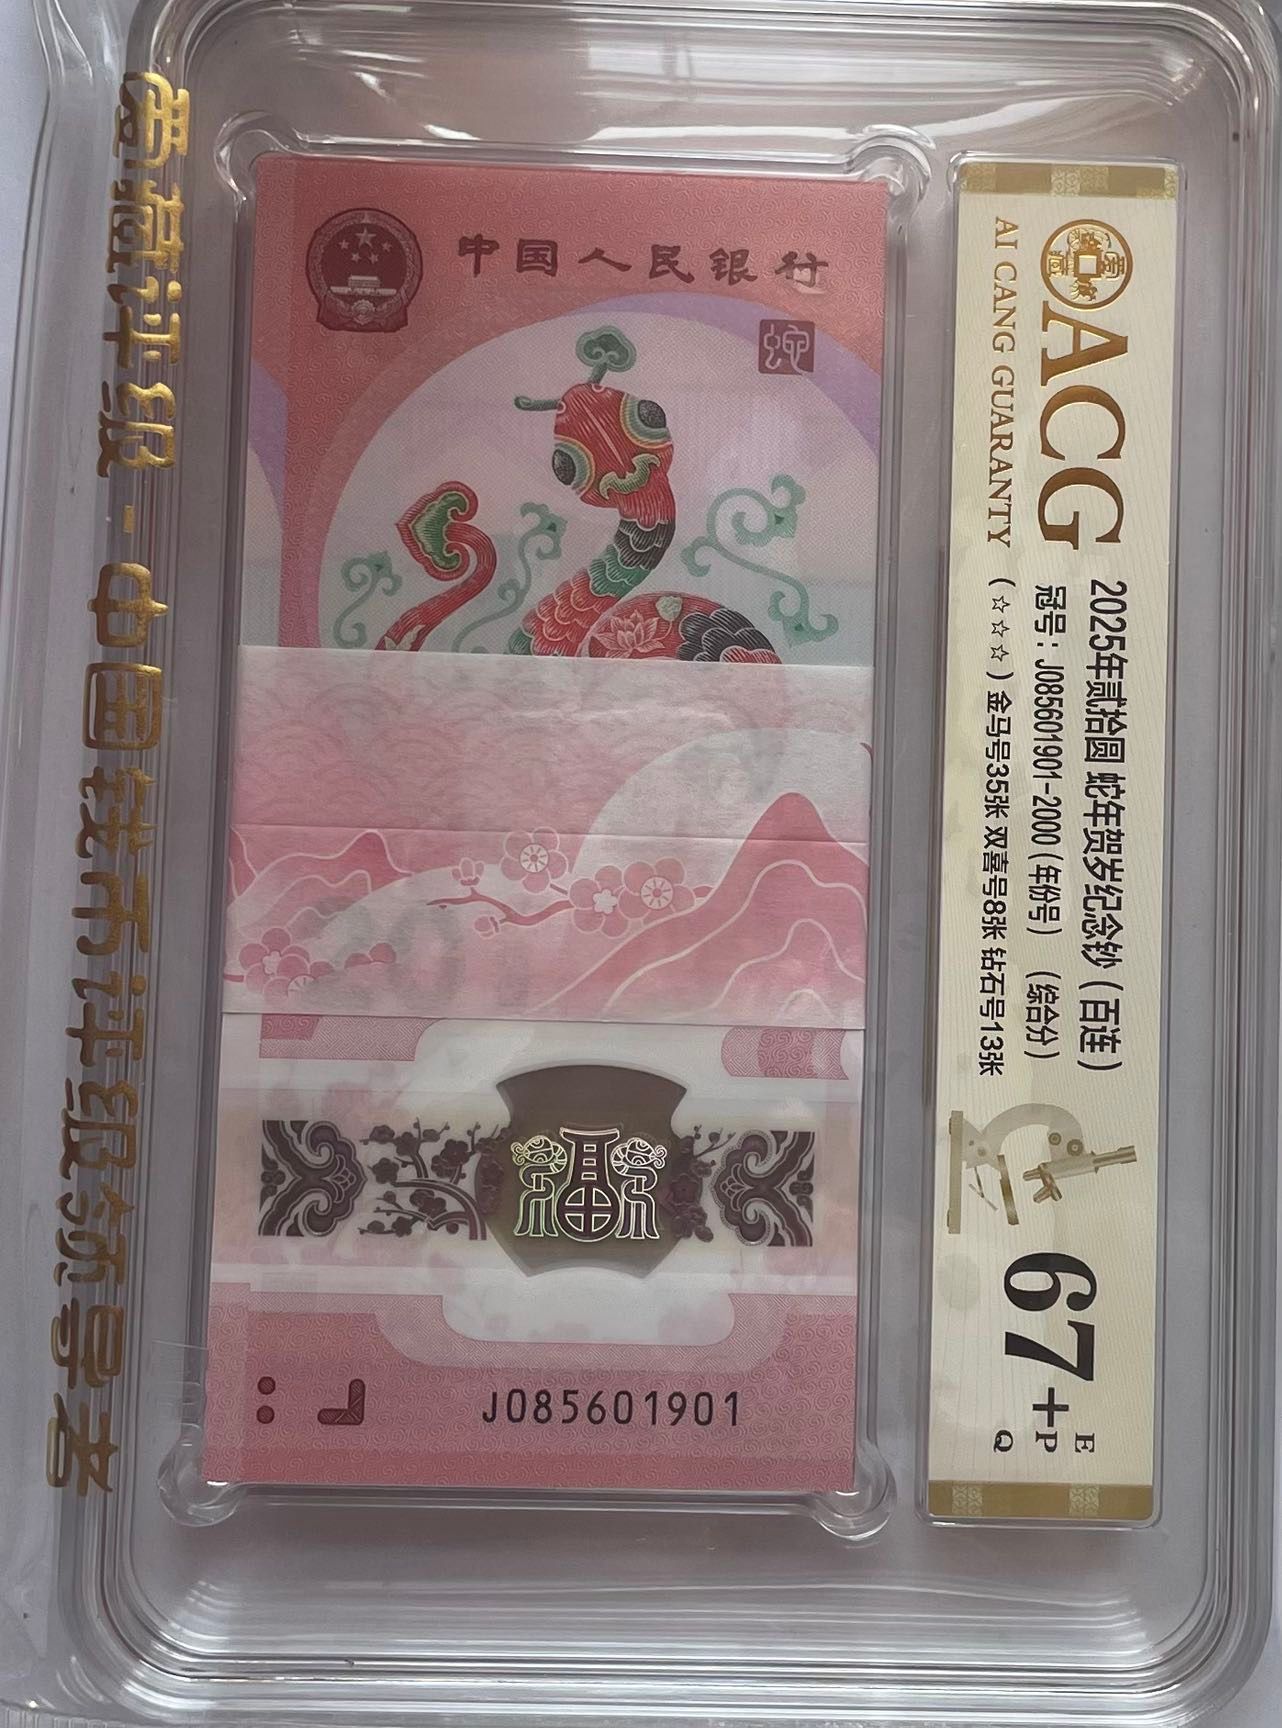 爱藏评级 - 中国钱币评级领导者
中国人民银行
蛇
J085601901
ACG
AI CANG GUARANTY
2025年贰拾圆 蛇年贺岁纪念钞（百连）
冠号：J085601901-2000 (年份号) （综合分）
（☆☆☆）金马号35张 双喜号8张 钻石号13张
67+
E
P
Q